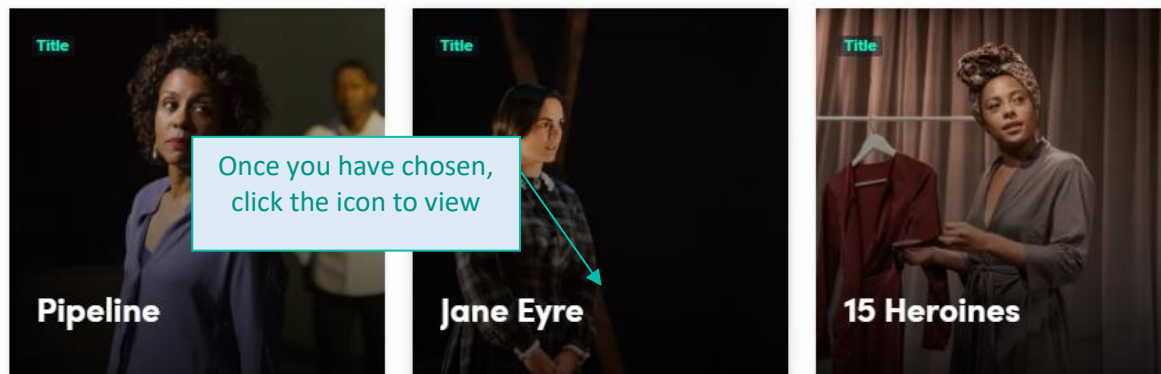 Title
Title
Title
Once you have chosen,
click the icon to view
Pipeline
Jane Eyre
15 Heroines